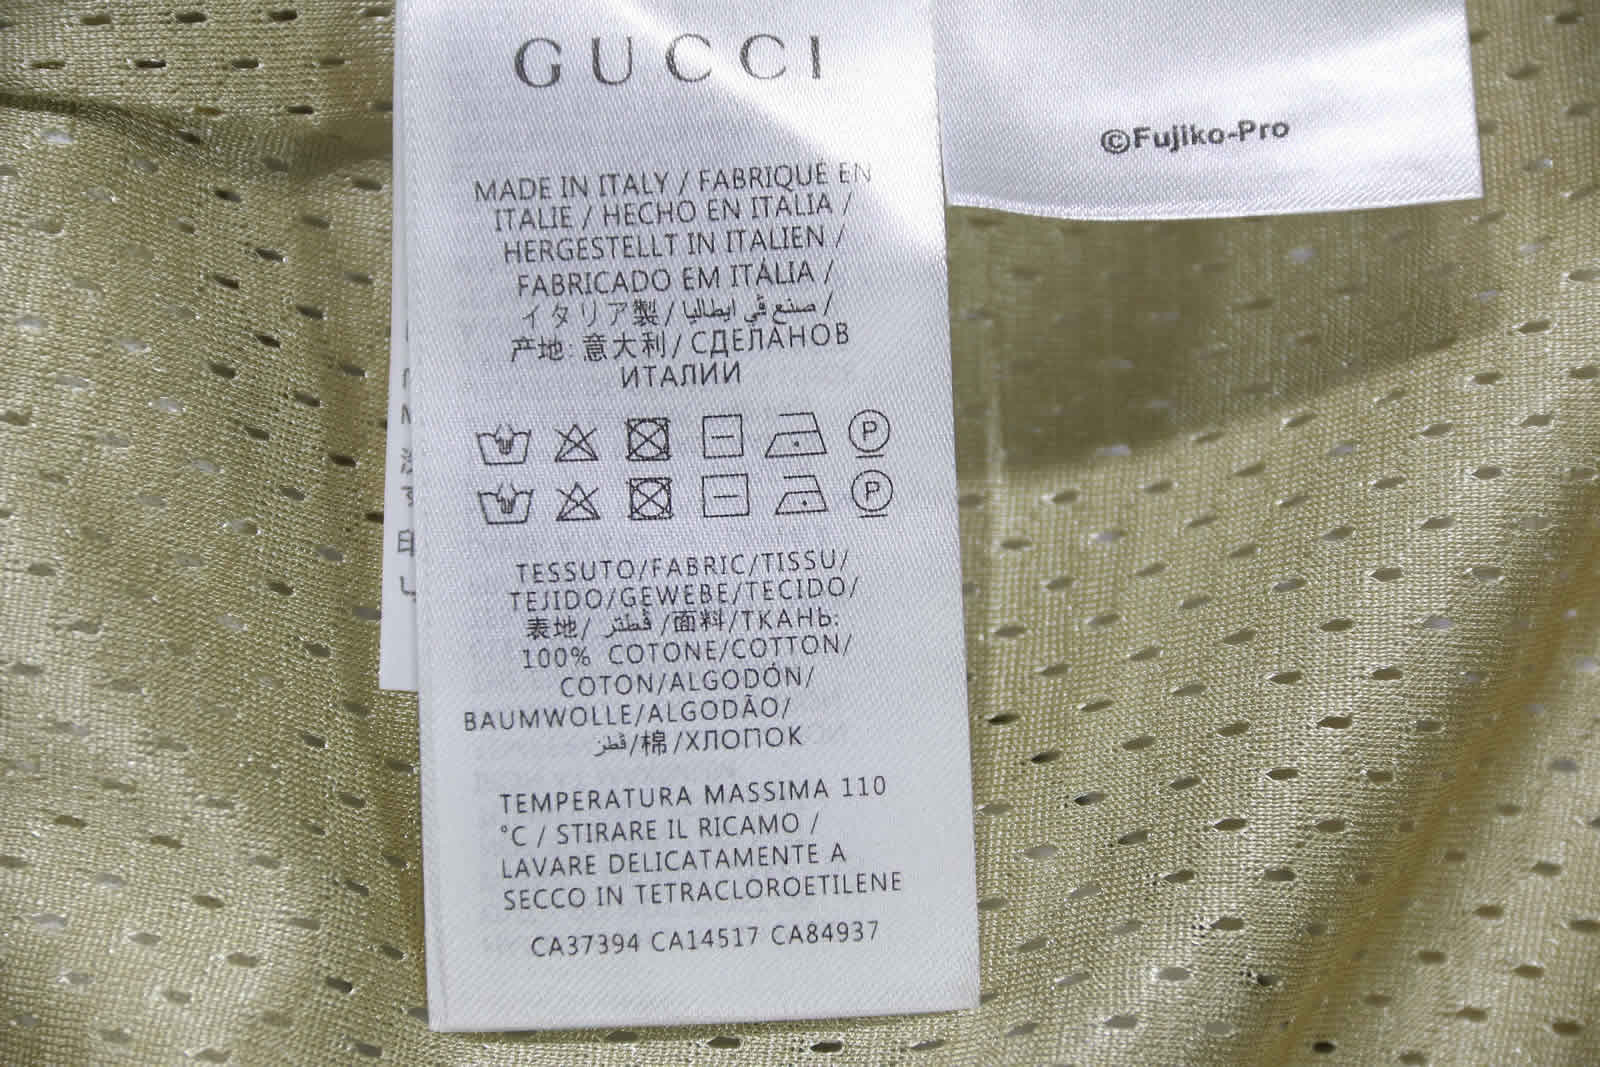 GUCCI
©Fujiko-Pro
MADE IN ITALY / FABRIQUÉ EN
ITALIE / HECHO EN ITALIA /
HERGESTELLT IN ITALIEN /
FABRICADO EM ITÁLIA /
イタリア製 / صنع في ايطاليا /
产地: 意大利 / СДЕЛАНОВ
ИТАЛИИ
P
P
TESSUTO/FABRIC/TISSU/
TEJIDO/GEWEBE/TECIDO/
表地/ /面料/ТКАНЬ:
100% COTONE/COTTON/
COTON/ALGODÓN/
BAUMWOLLE/ALGODÃO/
/棉/ХЛОПОК
TEMPERATURA MASSIMA 110
°C / STIRARE IL RICAMO /
LAVARE DELICATAMENTE A
SECCO IN TETRACLOROETILENE
CA37394 CA14517 CA84937